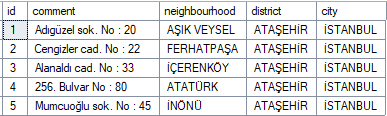 id comment neighbourhood district city
1 Adıgüzel sok. No : 20 AŞIK VEYSEL ATAŞEHİR İSTANBUL
2 Cengizler cad. No : 22 FERHATPAŞA ATAŞEHİR İSTANBUL
3 Alanaldı cad. No : 33 İÇERENKÖY ATAŞEHİR İSTANBUL
4 256. Bulvar No : 80 ATATÜRK ATAŞEHİR İSTANBUL
5 Mumcuoğlu sok. No : 45 İNÖNÜ ATAŞEHİR İSTANBUL